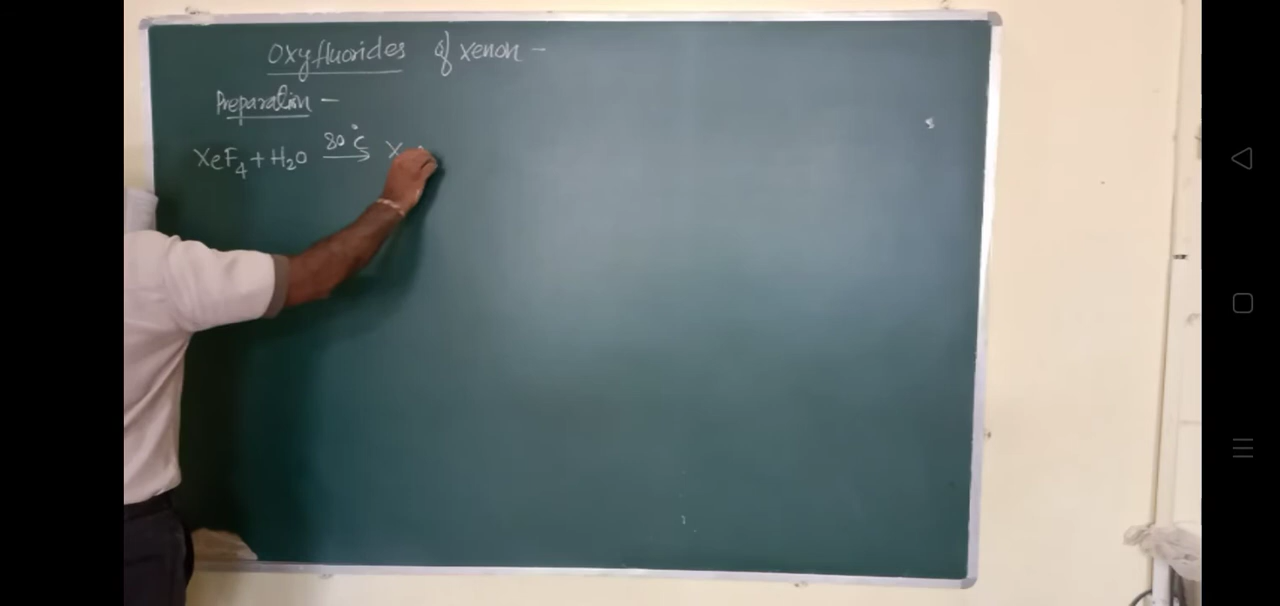 Oxyfluorides of xenon -
Preparation -
XeF₄ + H₂O 80°C → X